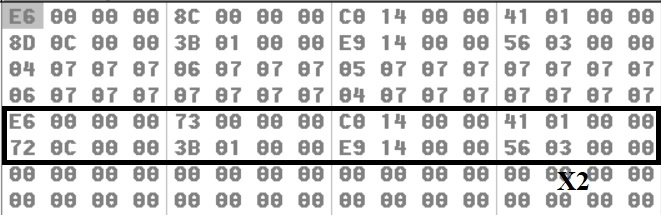 E6 00 00 00 8C 00 00 00 C0 14 00 00 41 01 00 00
8D 0C 00 00 3B 01 00 00 E9 14 00 00 56 03 00 00
04 07 07 07 06 07 07 07 05 07 07 07 07 07 07 07
06 07 07 07 07 07 07 07 04 07 07 07 07 07 07 07
E6 00 00 00 73 00 00 00 C0 14 00 00 41 01 00 00
72 0C 00 00 3B 01 00 00 E9 14 00 00 56 03 00 00
00 00 00 00 00 00 00 00 00 00 00 00 00 00 00 00
X2
00 00 00 00 00 00 00 00 00 00 00 00 00 00 00 00